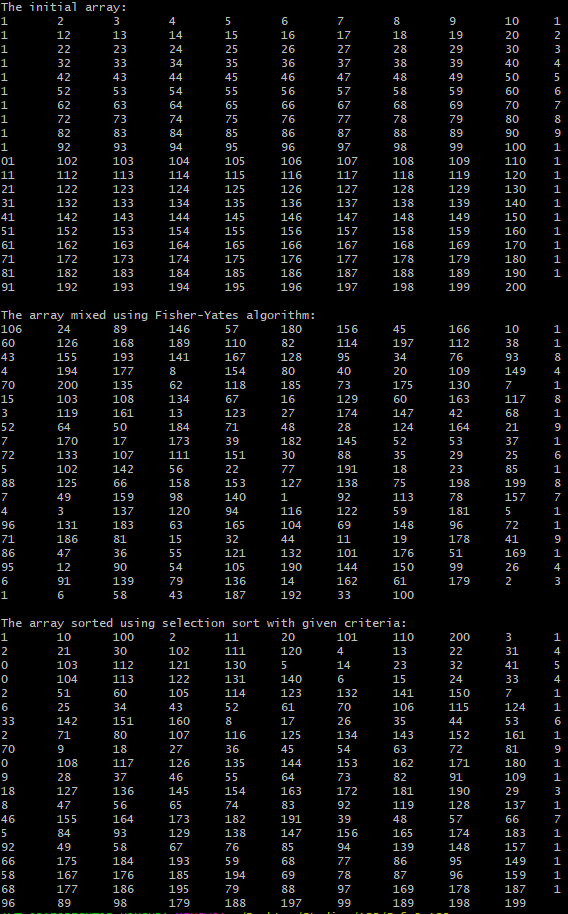 The initial array:
1 2 3 4 5 6 7 8 9 10 1
1 12 13 14 15 16 17 18 19 20 2
1 22 23 24 25 26 27 28 29 30 3
1 32 33 34 35 36 37 38 39 40 4
1 42 43 44 45 46 47 48 49 50 5
1 52 53 54 55 56 57 58 59 60 6
1 62 63 64 65 66 67 68 69 70 7
1 72 73 74 75 76 77 78 79 80 8
1 82 83 84 85 86 87 88 89 90 9
1 92 93 94 95 96 97 98 99 100 1
01 102 103 104 105 106 107 108 109 110 1
11 112 113 114 115 116 117 118 119 120 1
21 122 123 124 125 126 127 128 129 130 1
31 132 133 134 135 136 137 138 139 140 1
41 142 143 144 145 146 147 148 149 150 1
51 152 153 154 155 156 157 158 159 160 1
61 162 163 164 165 166 167 168 169 170 1
71 172 173 174 175 176 177 178 179 180 1
81 182 183 184 185 186 187 188 189 190 1
91 192 193 194 195 196 197 198 199 200
The array mixed using Fisher-Yates algorithm:
106 24 89 146 57 180 156 45 166 10 1
60 126 168 189 110 82 114 197 112 38 1
43 155 193 141 167 128 95 34 76 93 8
4 194 177 8 154 80 40 20 109 149 4
70 200 135 62 118 185 73 175 130 7 1
15 103 108 134 67 16 129 60 163 117 8
3 119 161 13 123 27 174 147 42 68 1
52 64 50 184 71 48 28 124 164 21 9
7 170 17 173 39 182 145 52 53 37 1
72 133 107 111 151 30 88 35 29 25 6
5 102 142 56 22 77 191 18 23 85 1
88 125 66 158 153 127 138 75 198 199 8
7 49 159 98 140 1 92 113 78 157 7
4 3 137 120 94 116 122 59 181 5 1
96 131 183 63 165 104 69 148 96 72 1
71 186 81 15 32 44 11 19 178 41 9
86 47 36 55 121 132 101 176 51 169 1
95 12 90 54 105 190 144 150 99 26 4
6 91 139 79 136 14 162 61 179 2 3
1 6 58 43 187 192 33 100
The array sorted using selection sort with given criteria:
1 10 100 2 11 20 101 110 200 3 1
2 21 30 102 111 120 4 13 22 31 4
0 103 112 121 130 5 14 23 32 41 5
0 104 113 122 131 140 6 15 24 33 4
2 51 60 105 114 123 132 141 150 7 1
6 25 34 43 52 61 70 106 115 124 1
33 142 151 160 8 17 26 35 44 53 6
2 71 80 107 116 125 134 143 152 161 1
70 9 18 27 36 45 54 63 72 81 9
0 108 117 126 135 144 153 162 171 180 1
9 28 37 46 55 64 73 82 91 109 1
18 127 136 145 154 163 172 181 190 29 3
8 47 56 65 74 83 92 119 128 137 1
46 155 164 173 182 191 39 48 57 66 7
5 84 93 129 138 147 156 165 174 183 1
92 49 58 67 76 85 94 139 148 157 1
66 175 184 193 59 68 77 86 95 149 1
58 167 176 185 194 69 78 87 96 159 1
68 177 186 195 79 88 97 169 178 187 1
96 89 98 179 188 197 99 189 198 199